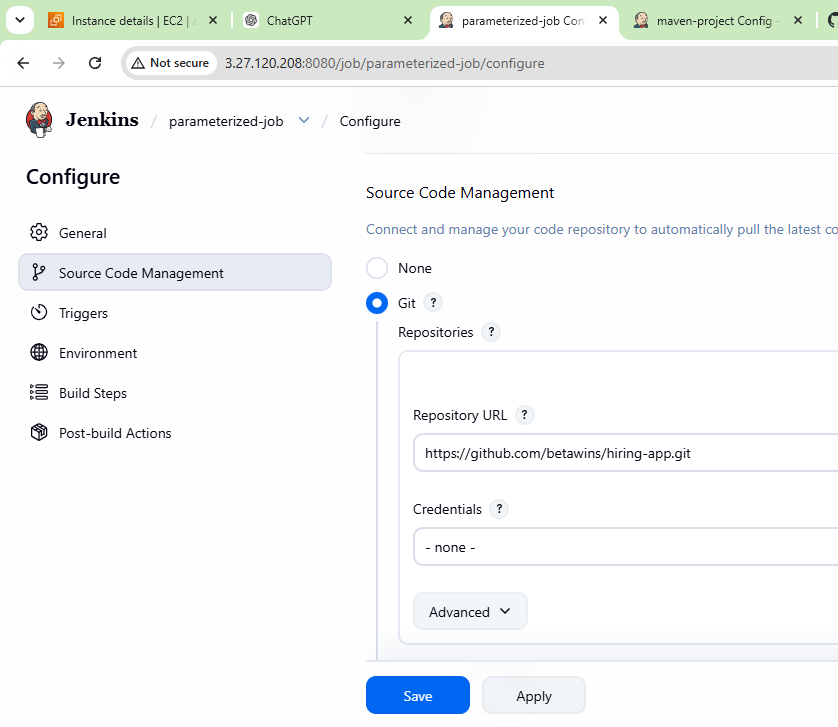 Instance details | EC2 | a
ChatGPT
parameterized-job Con
maven-project Config -
Not secure
3.27.120.208:8080/job/parameterized-job/configure
Jenkins / parameterized-job / Configure
Configure
General
Source Code Management
Triggers
Environment
Build Steps
Post-build Actions
Source Code Management
Connect and manage your code repository to automatically pull the latest co
None
Git ?
Repositories ?
Repository URL ?
https://github.com/betawins/hiring-app.git
Credentials ?
- none -
Advanced
Save
Apply